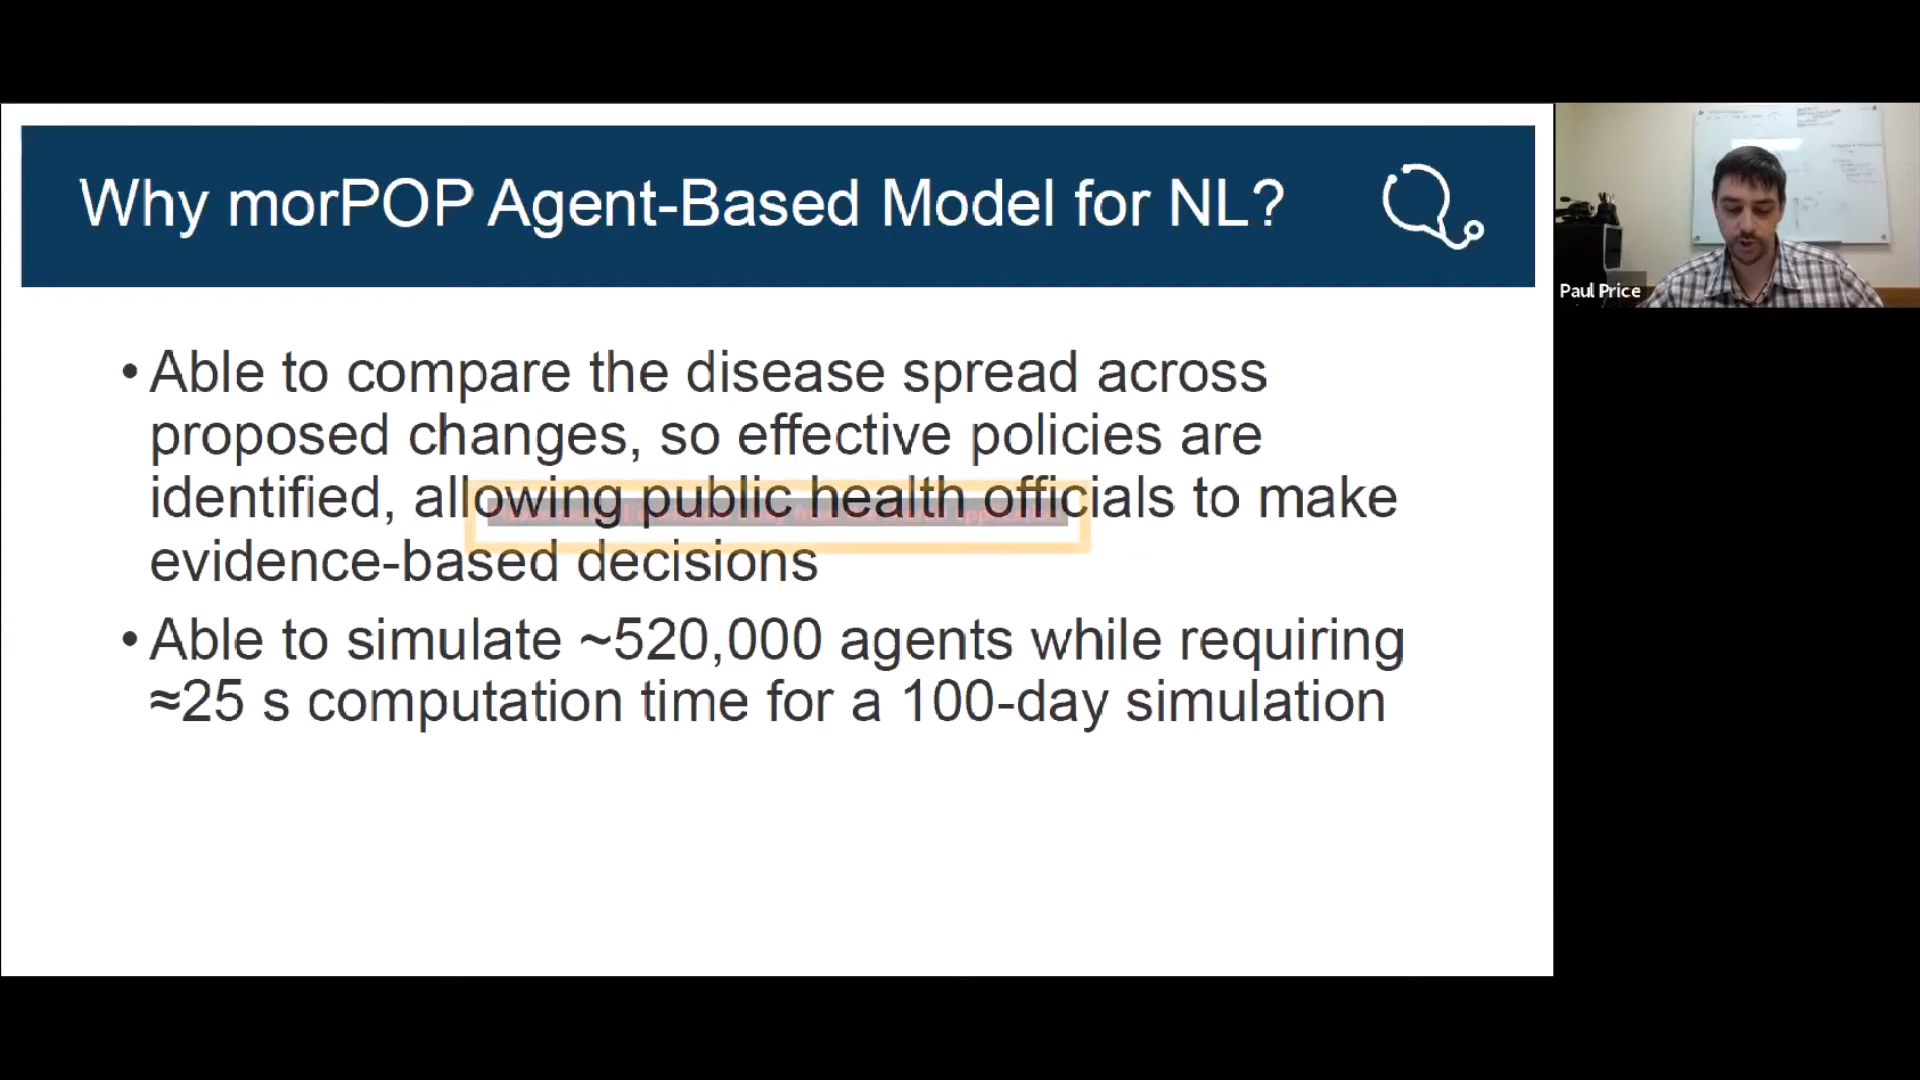 Why morPOP Agent-Based Model for NL?
Paul Price
• Able to compare the disease spread across
proposed changes, so effective policies are
identified, allowing public health officials to make
evidence-based decisions
• Able to simulate ~520,000 agents while requiring
≈25 s computation time for a 100-day simulation